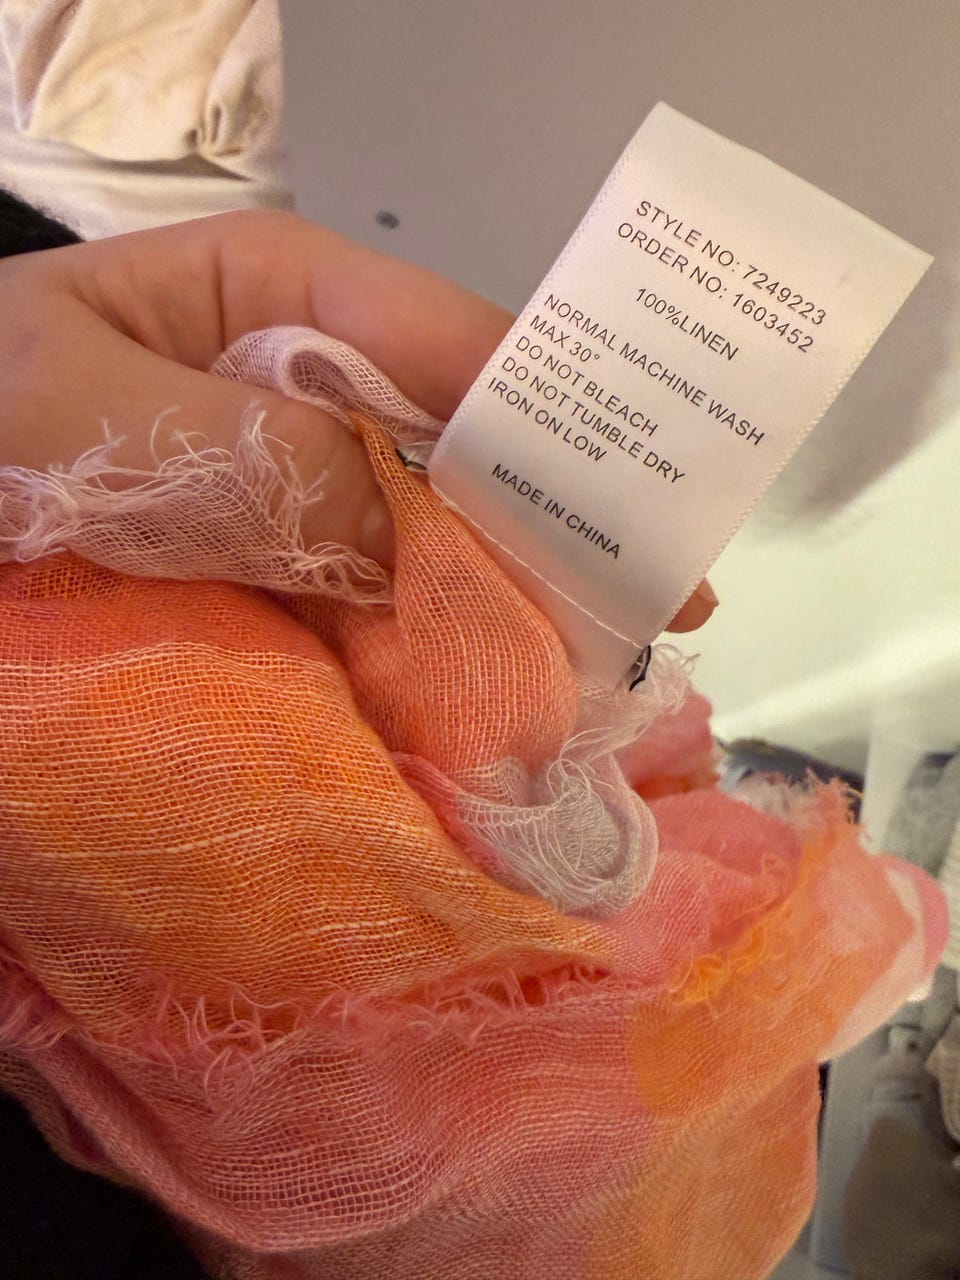 STYLE NO: 7249223
ORDER NO: 1603452
100%LINEN
NORMAL MACHINE WASH
MAX 30°
DO NOT BLEACH
DO NOT TUMBLE DRY
IRON ON LOW
MADE IN CHINA